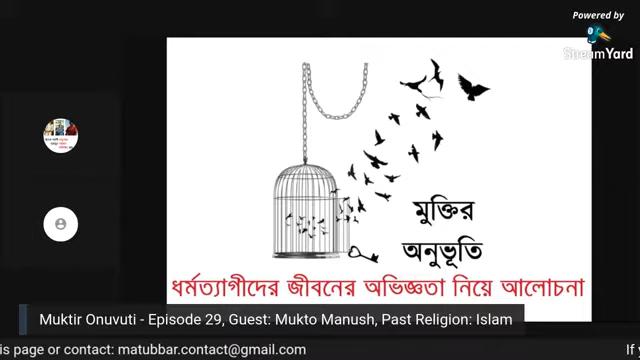 Powered by
StreamYard
মুক্তির
অনুভূতি
ধর্মত্যাগীদের জীবনের অভিজ্ঞতা নিয়ে আলোচনা
Muktir Onuvuti - Episode 29, Guest: Mukto Manush, Past Religion: Islam
is page or contact: matubbar.contact@gmail.com
If